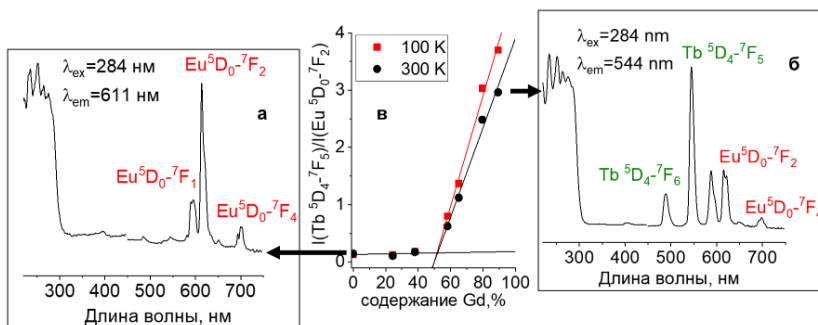 λex=284 нм
λem=611 нм
Eu⁵D₀-⁷F₂
а
Eu⁵D₀-⁷F₁
Eu⁵D₀-⁷F₄
300 400 500 600 700
Длина волны, нм
I(Tb ⁵D₄-⁷F₅)/I(Eu ⁵D₀-⁷F₂)
4
3
2
1
0
100 K
300 K
в
0 20 40 60 80 100
содержание Gd,%
λex=284 nm
λem=544 nm
Tb ⁵D₄-⁷F₅
б
Tb ⁵D₄-⁷F₆
Eu⁵D₀-⁷F₂
Eu⁵D₀-⁷F
300 400 500 600 700
Длина волны, нм